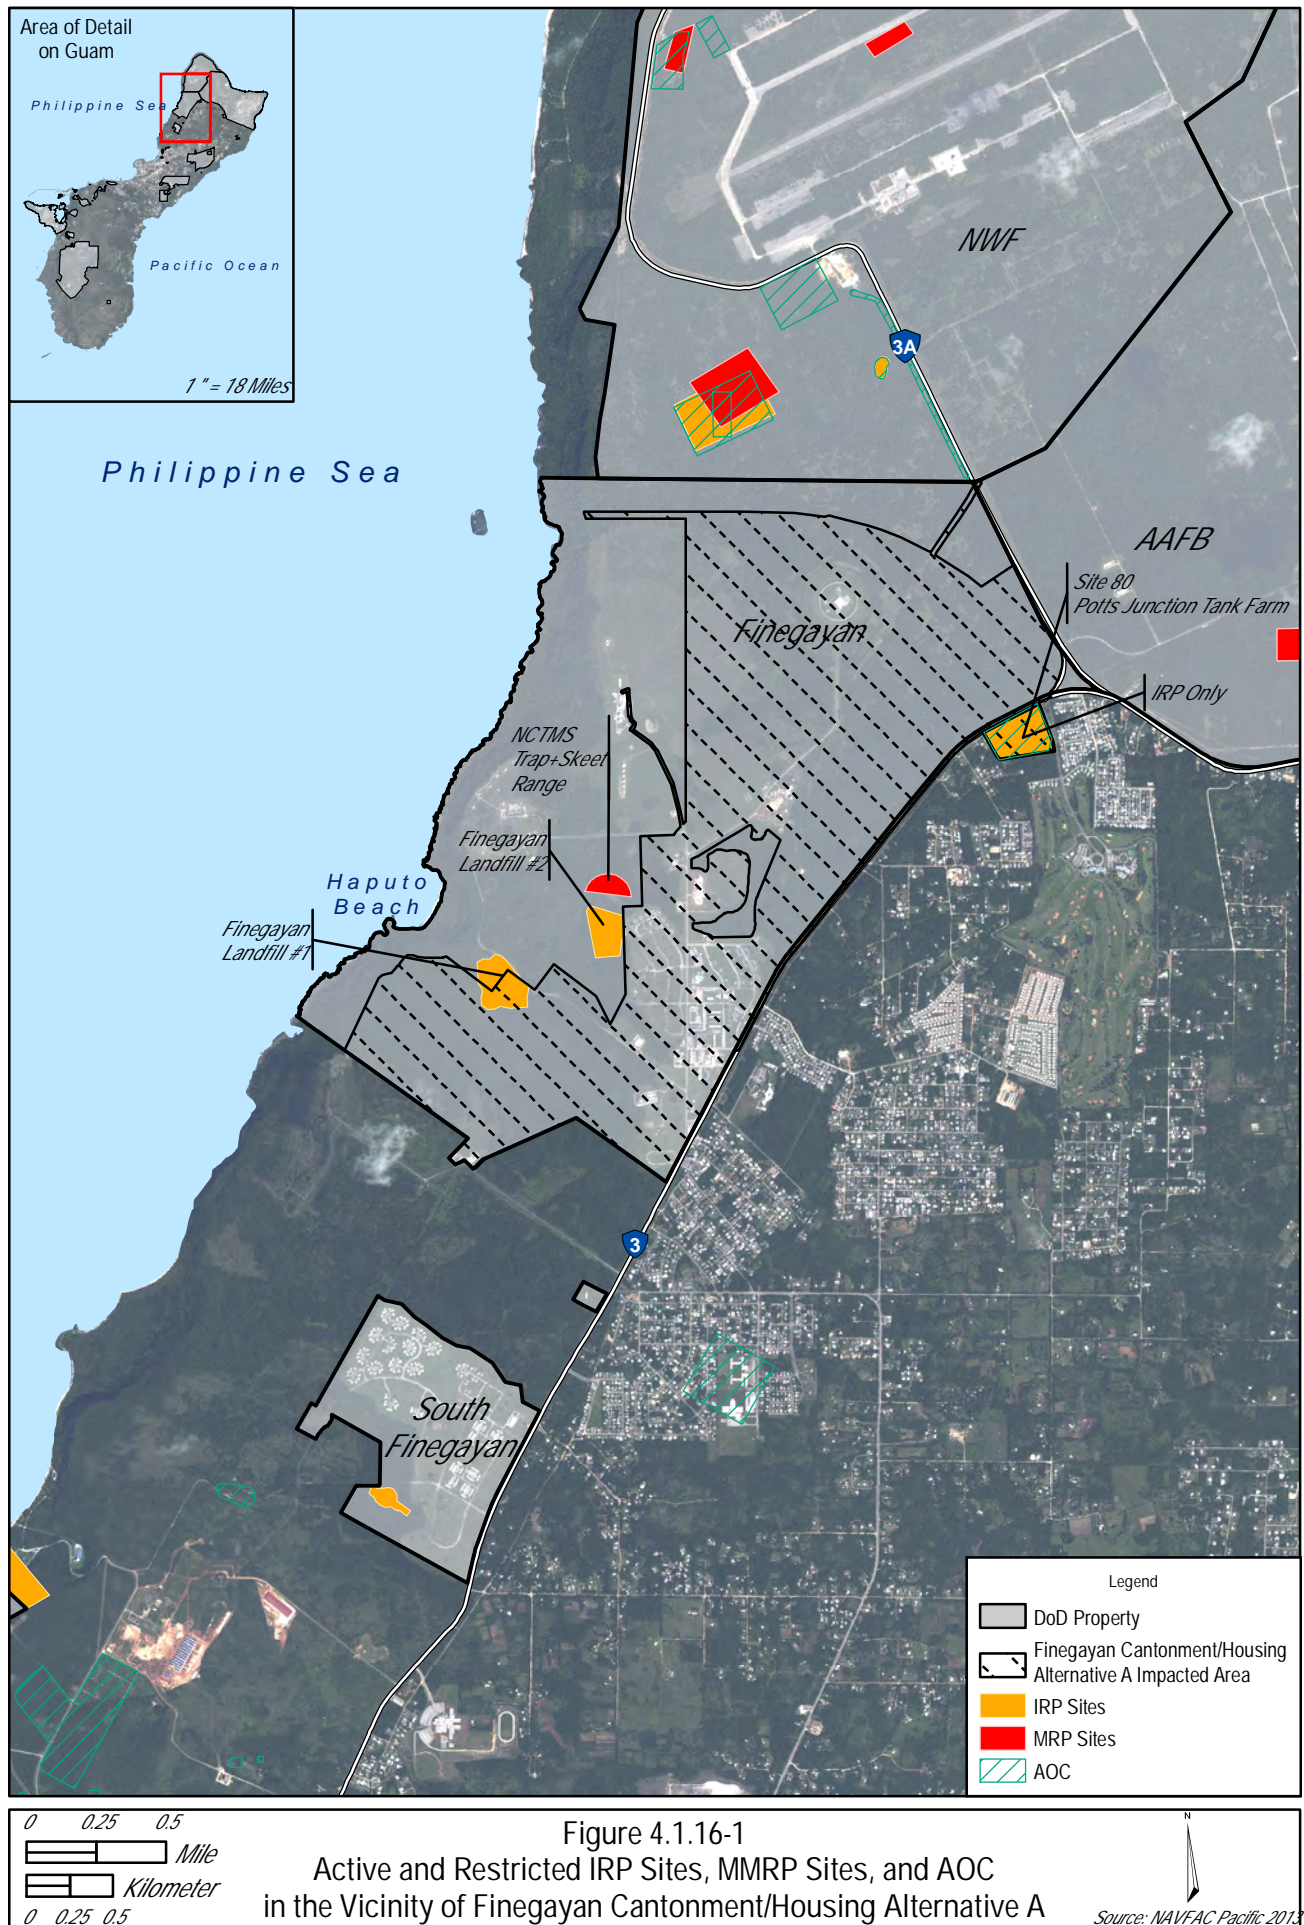 Area of Detail
on Guam
Philippine Sea
Pacific Ocean
1 " = 18 Miles
NWF
3A
Philippine Sea
AAFB
Site 80
Potts Junction Tank Farm
Finegayan
IRP Only
NCTMS
Trap+Skeet
Range
Finegayan
Landfill #2
Haputo
Beach
Finegayan
Landfill #1
3
South
Finegayan
Legend
DoD Property
Finegayan Cantonment/Housing
Alternative A Impacted Area
IRP Sites
MRP Sites
AOC
0 0.25 0.5
Mile
Kilometer
0 0.25 0.5
Figure 4.1.16-1
Active and Restricted IRP Sites, MMRP Sites, and AOC
in the Vicinity of Finegayan Cantonment/Housing Alternative A
N
Source: NAVFAC Pacific 2013